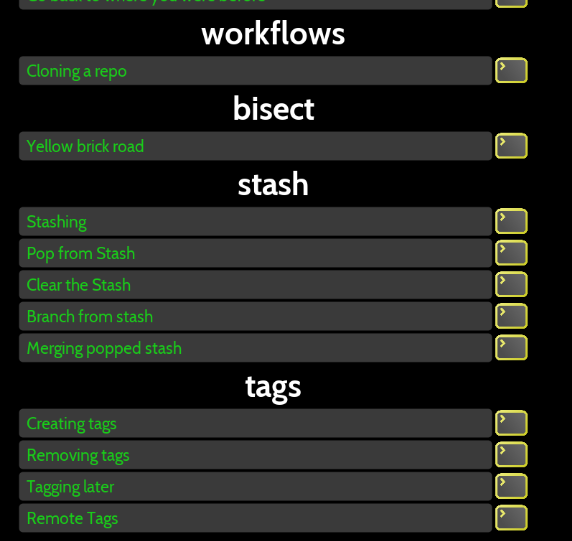 workflows
Cloning a repo
bisect
Yellow brick road
stash
Stashing
Pop from Stash
Clear the Stash
Branch from stash
Merging popped stash
tags
Creating tags
Removing tags
Tagging later
Remote Tags